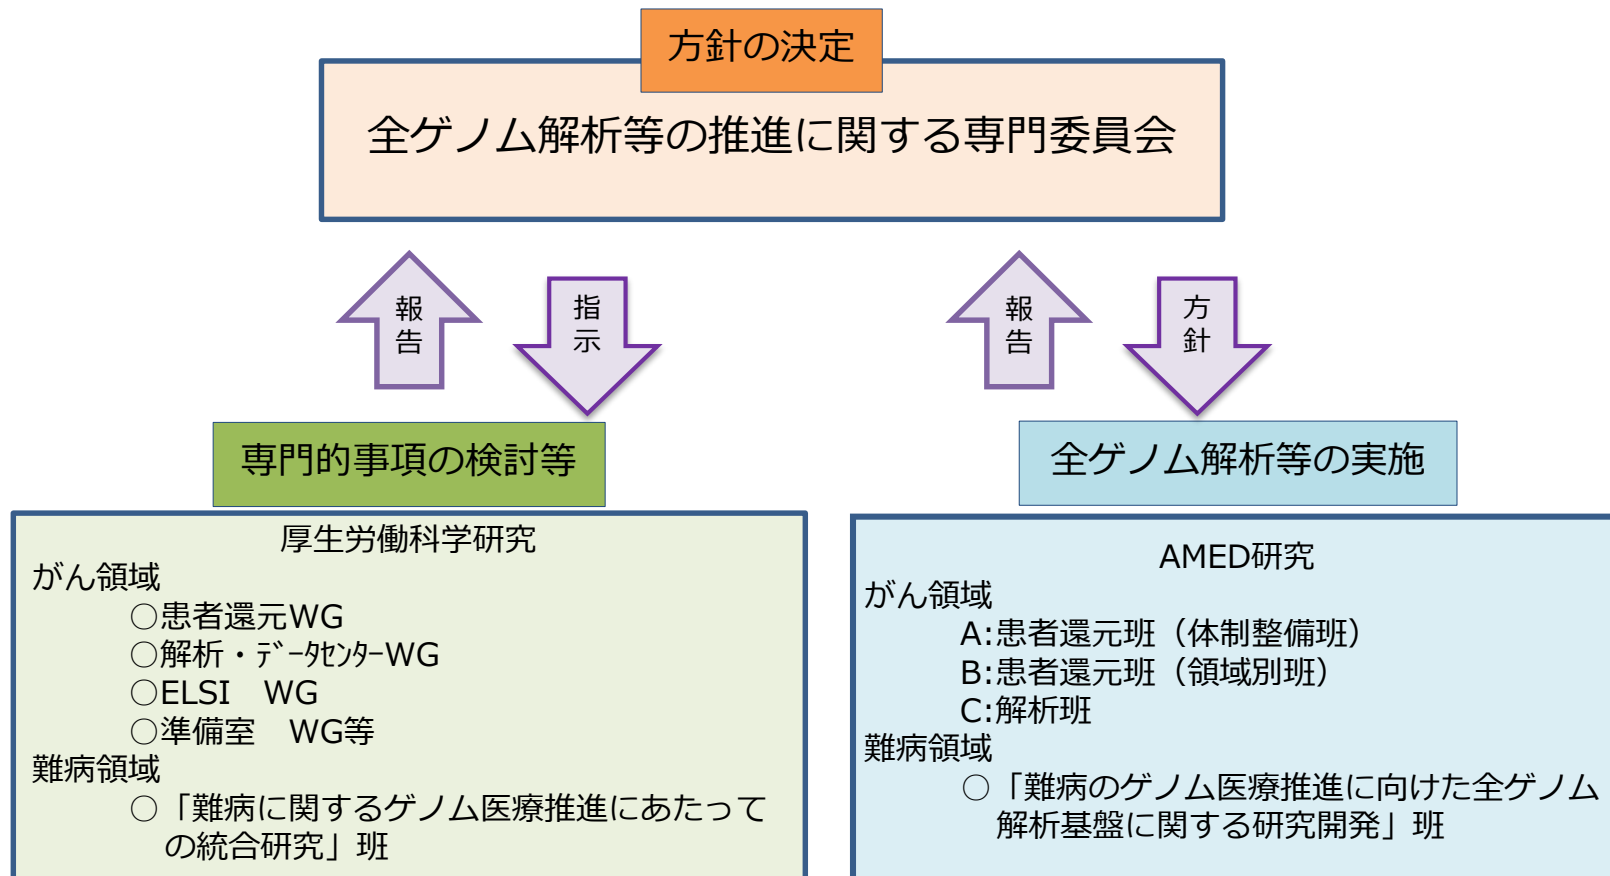 方針の決定
全ゲノム解析等の推進に関する専門委員会
報告
指示
報告
方針
専門的事項の検討等
厚生労働科学研究
がん領域
○患者還元WG
○解析・ﾃﾞｰﾀｾﾝﾀｰWG
○ELSI　WG
○準備室　WG等
難病領域
○「難病に関するゲノム医療推進にあたって
の統合研究」班
全ゲノム解析等の実施
AMED研究
がん領域
A:患者還元班（体制整備班）
B:患者還元班（領域別班）
C:解析班
難病領域
○「難病のゲノム医療推進に向けた全ゲノム
解析基盤に関する研究開発」班